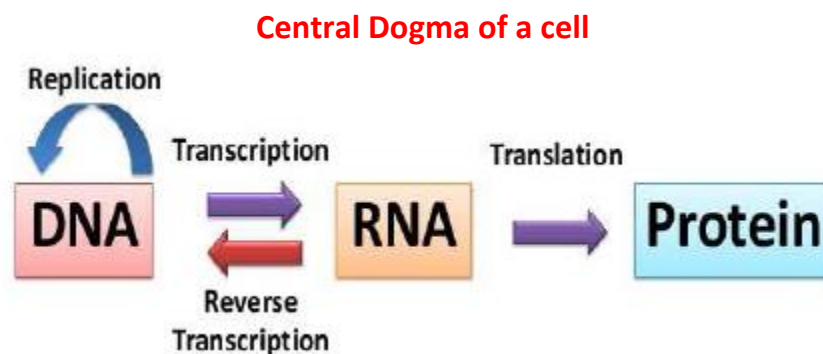 Central Dogma of a cell
Replication
Transcription
Translation
DNA
RNA
Protein
Reverse
Transcription